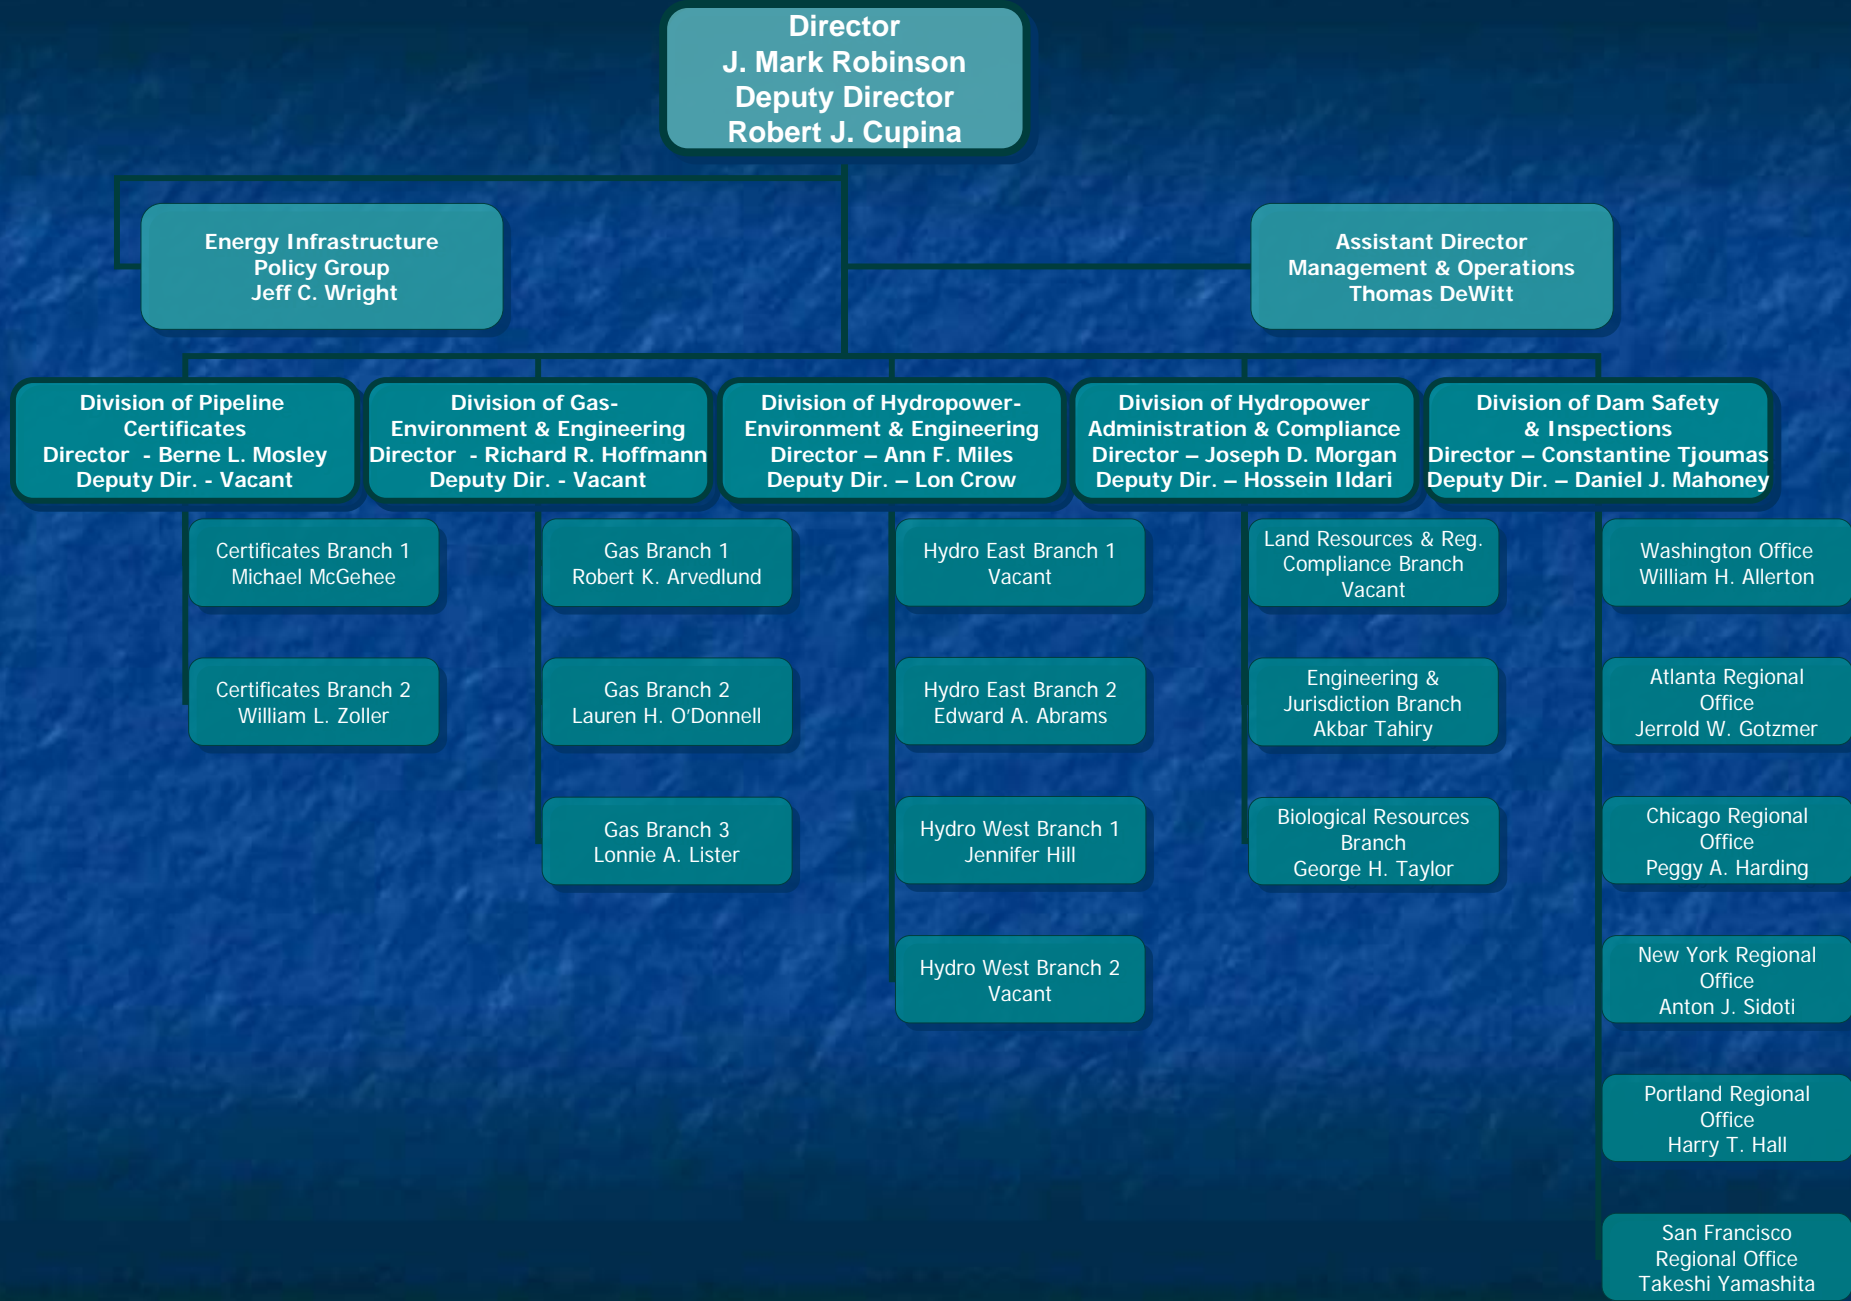 Director
J. Mark Robinson
Deputy Director
Robert J. Cupina
Energy Infrastructure
Policy Group
Jeff C. Wright
Assistant Director
Management & Operations
Thomas DeWitt
Division of Pipeline
Certificates
Director - Berne L. Mosley
Deputy Dir. - Vacant
Division of Gas-
Environment & Engineering
Director - Richard R. Hoffmann
Deputy Dir. - Vacant
Division of Hydropower-
Environment & Engineering
Director – Ann F. Miles
Deputy Dir. – Lon Crow
Division of Hydropower
Administration & Compliance
Director – Joseph D. Morgan
Deputy Dir. – Hossein Ildari
Division of Dam Safety
& Inspections
Director – Constantine Tjoumas
Deputy Dir. – Daniel J. Mahoney
Certificates Branch 1
Michael McGehee
Certificates Branch 2
William L. Zoller
Gas Branch 1
Robert K. Arvedlund
Gas Branch 2
Lauren H. O’Donnell
Gas Branch 3
Lonnie A. Lister
Hydro East Branch 1
Vacant
Hydro East Branch 2
Edward A. Abrams
Hydro West Branch 1
Jennifer Hill
Hydro West Branch 2
Vacant
Land Resources & Reg.
Compliance Branch
Vacant
Engineering &
Jurisdiction Branch
Akbar Tahiry
Biological Resources
Branch
George H. Taylor
Washington Office
William H. Allerton
Atlanta Regional
Office
Jerrold W. Gotzmer
Chicago Regional
Office
Peggy A. Harding
New York Regional
Office
Anton J. Sidoti
Portland Regional
Office
Harry T. Hall
San Francisco
Regional Office
Takeshi Yamashita